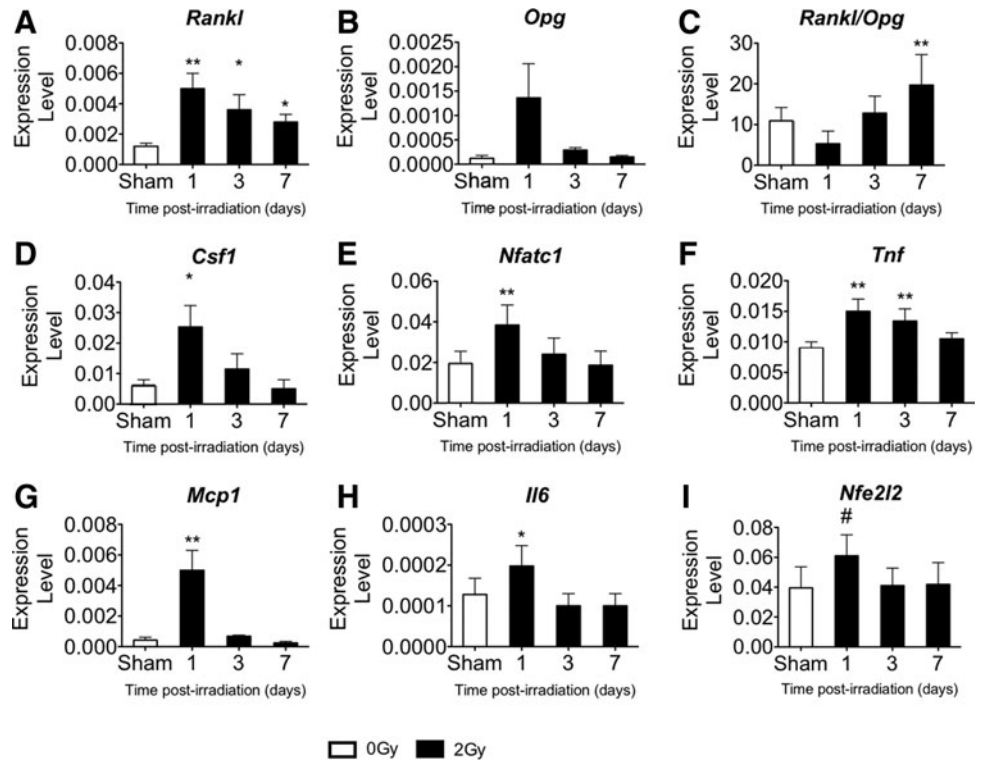 A
Rankl
Expression
Level
0.008
0.006
0.004
0.002
0.000
** * *
Sham 1 3 7
Time post-irradiation (days)
B
Opg
Expression
Level
0.0025
0.0020
0.0015
0.0010
0.0005
0.0000
Sham 1 3 7
Time post-irradiation (days)
C
Rankl/Opg
Expression
Level
30
20
10
0
**
Sham 1 3 7
Time post-irradiation (days)
D
Csf1
Expression
Level
0.04
0.03
0.02
0.01
0.00
*
Sham 1 3 7
Time post-irradiation (days)
E
Nfatc1
Expression
Level
0.06
0.04
0.02
0.00
**
Sham 1 3 7
Time post-irradiation (days)
F
Tnf
Expression
Level
0.020
0.015
0.010
0.005
0.000
** **
Sham 1 3 7
Time post-irradiation (days)
G
Mcp1
Expression
Level
0.008
0.006
0.004
0.002
0.000
**
Sham 1 3 7
Time post-irradiation (days)
H
Il6
Expression
Level
0.0003
0.0002
0.0001
0.0000
*
Sham 1 3 7
Time post-irradiation (days)
I
Nfe2l2
Expression
Level
0.08
0.06
0.04
0.02
0.00
#
Sham 1 3 7
Time post-irradiation (days)
0Gy 2Gy